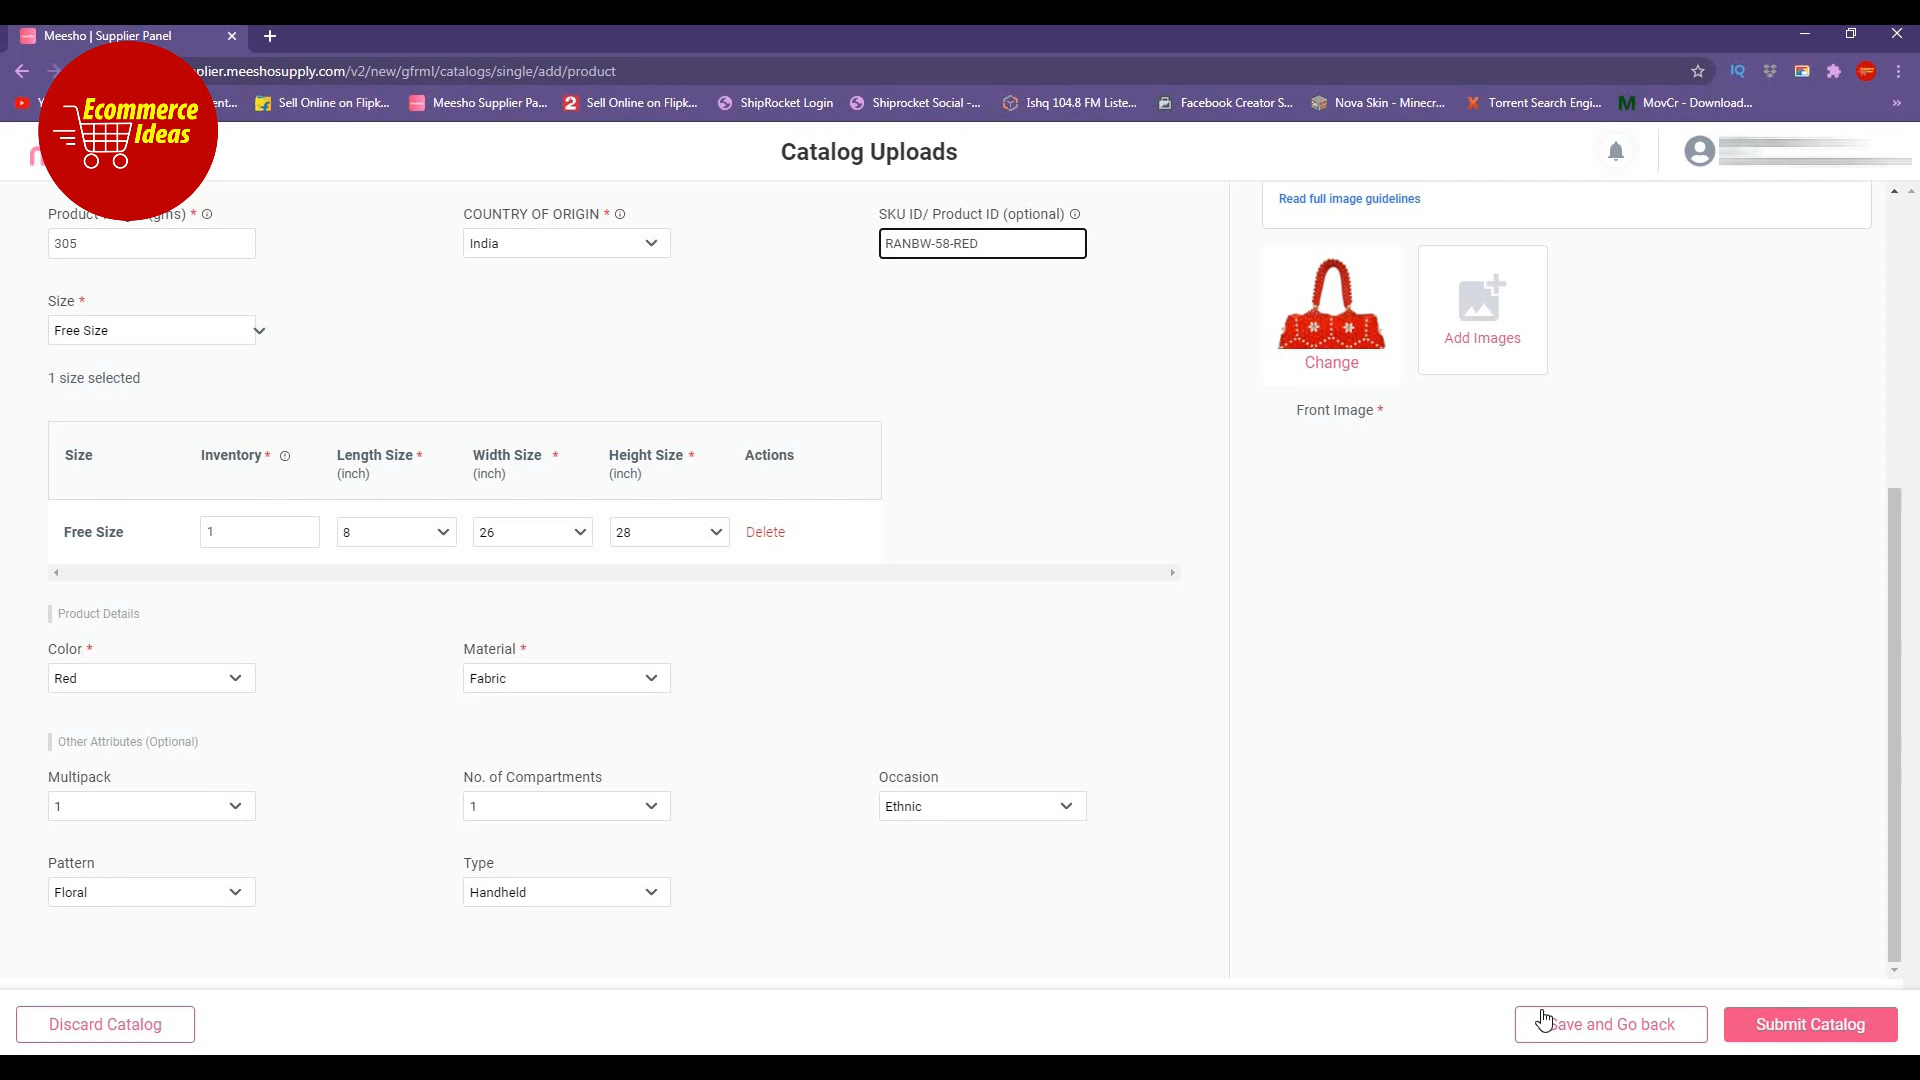 Meesho | Supplier Panel
plier.meeshosupply.com/v2/new/gfrml/catalogs/single/add/product
IQ
Sell Online on Flipk...
Meesho Supplier Pa...
2 Sell Online on Flipk...
ShipRocket Login
Shiprocket Social -...
Ishq 104.8 FM Liste...
Facebook Creator S...
Nova Skin - Minecr...
X Torrent Search Engi...
M MovCr - Download...
»
Ecommerce
Ideas
Catalog Uploads
Read full image guidelines
COUNTRY OF ORIGIN *
SKU ID/ Product ID (optional)
305
India
RANBW-58-RED
Size *
Free Size
1 size selected
Change
Add Images
Front Image *
Size
Inventory *
Length Size *
(inch)
Width Size *
(inch)
Height Size *
(inch)
Actions
Free Size
1
8
26
28
Delete
Product Details
Color *
Material *
Red
Fabric
Other Attributes (Optional)
Multipack
No. of Compartments
Occasion
1
1
Ethnic
Pattern
Type
Floral
Handheld
Discard Catalog
Save and Go back
Submit Catalog